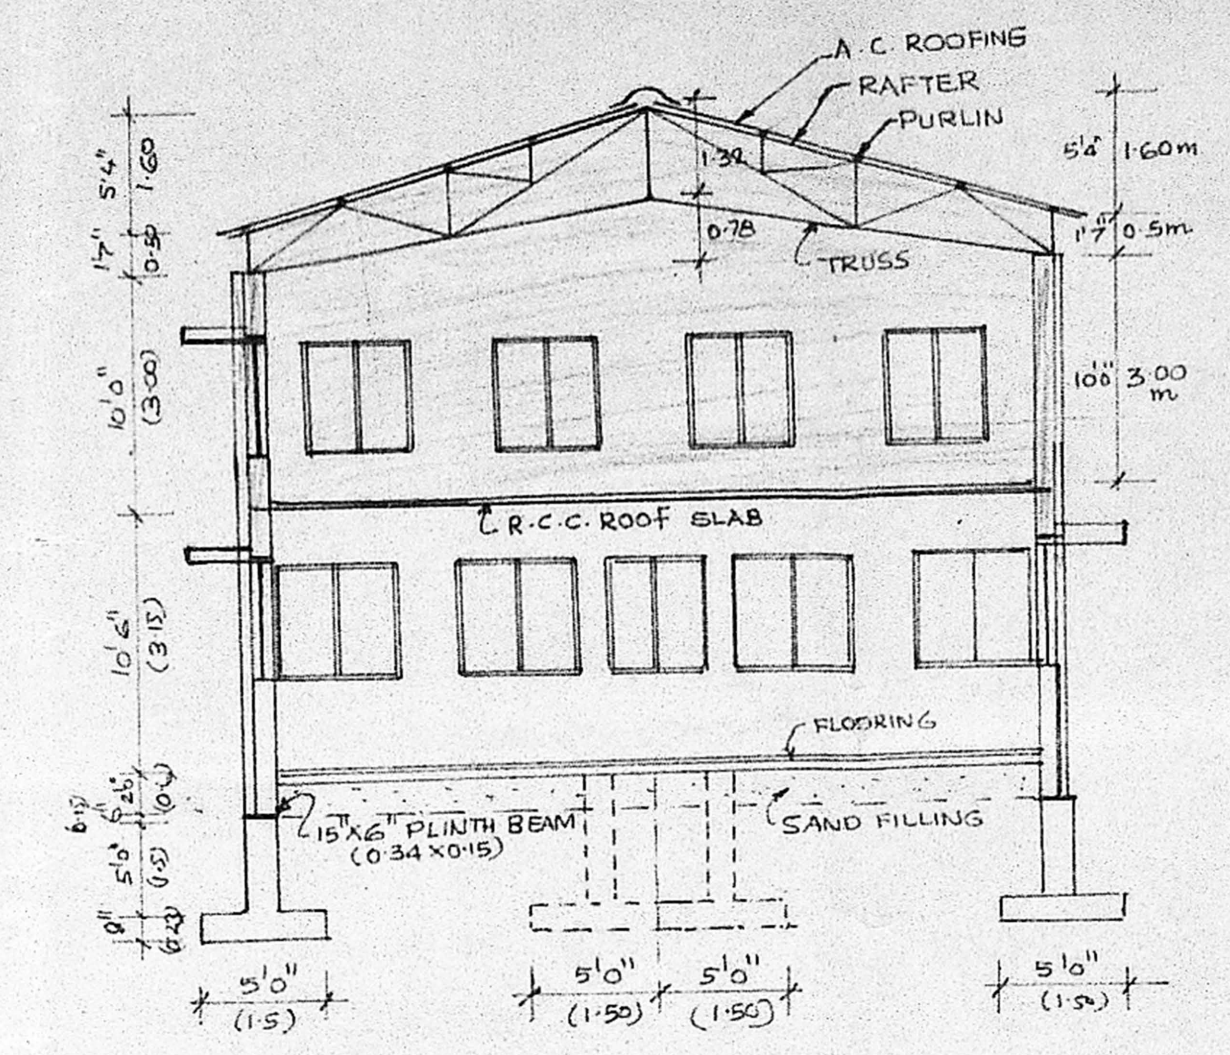 A.C. ROOFING
RAFTER
PURLIN
5'4"
1.60
1'7"
0.50
1.32
0.78
TRUSS
5'4"
1.60m
1'7"
0.5m
10'0"
(3.00)
10'0"
3.00
m
R.C.C. ROOF SLAB
10'6"
(3.15)
FLOORING
15"X6" PLINTH BEAM
(0.34X0.15)
SAND FILLING
5'0"
(1.5)
(0.23)
5'0"
(1.5)
5'0"
(1.50)
5'0"
(1.50)
5'0"
(1.50)